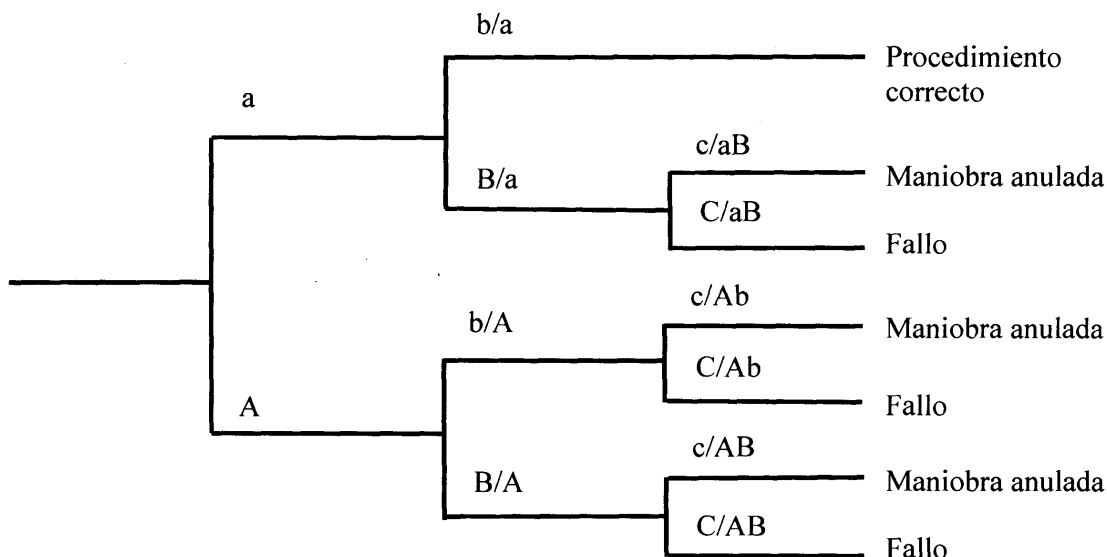 b/a
Procedimiento
correcto
a
c/aB
B/a
Maniobra anulada
C/aB
Fallo
c/Ab
b/A
Maniobra anulada
C/Ab
A
Fallo
c/AB
B/A
Maniobra anulada
C/AB
Fallo